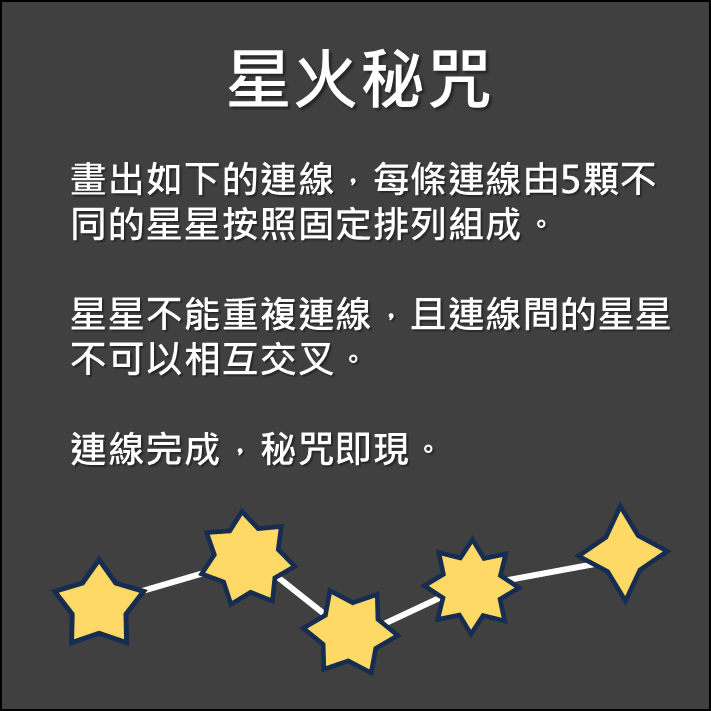 星火秘咒
畫出如下的連線，每條連線由5顆不
同的星星按照固定排列組成。
星星不能重複連線，且連線間的星星
不可以相互交叉。
連線完成，秘咒即現。